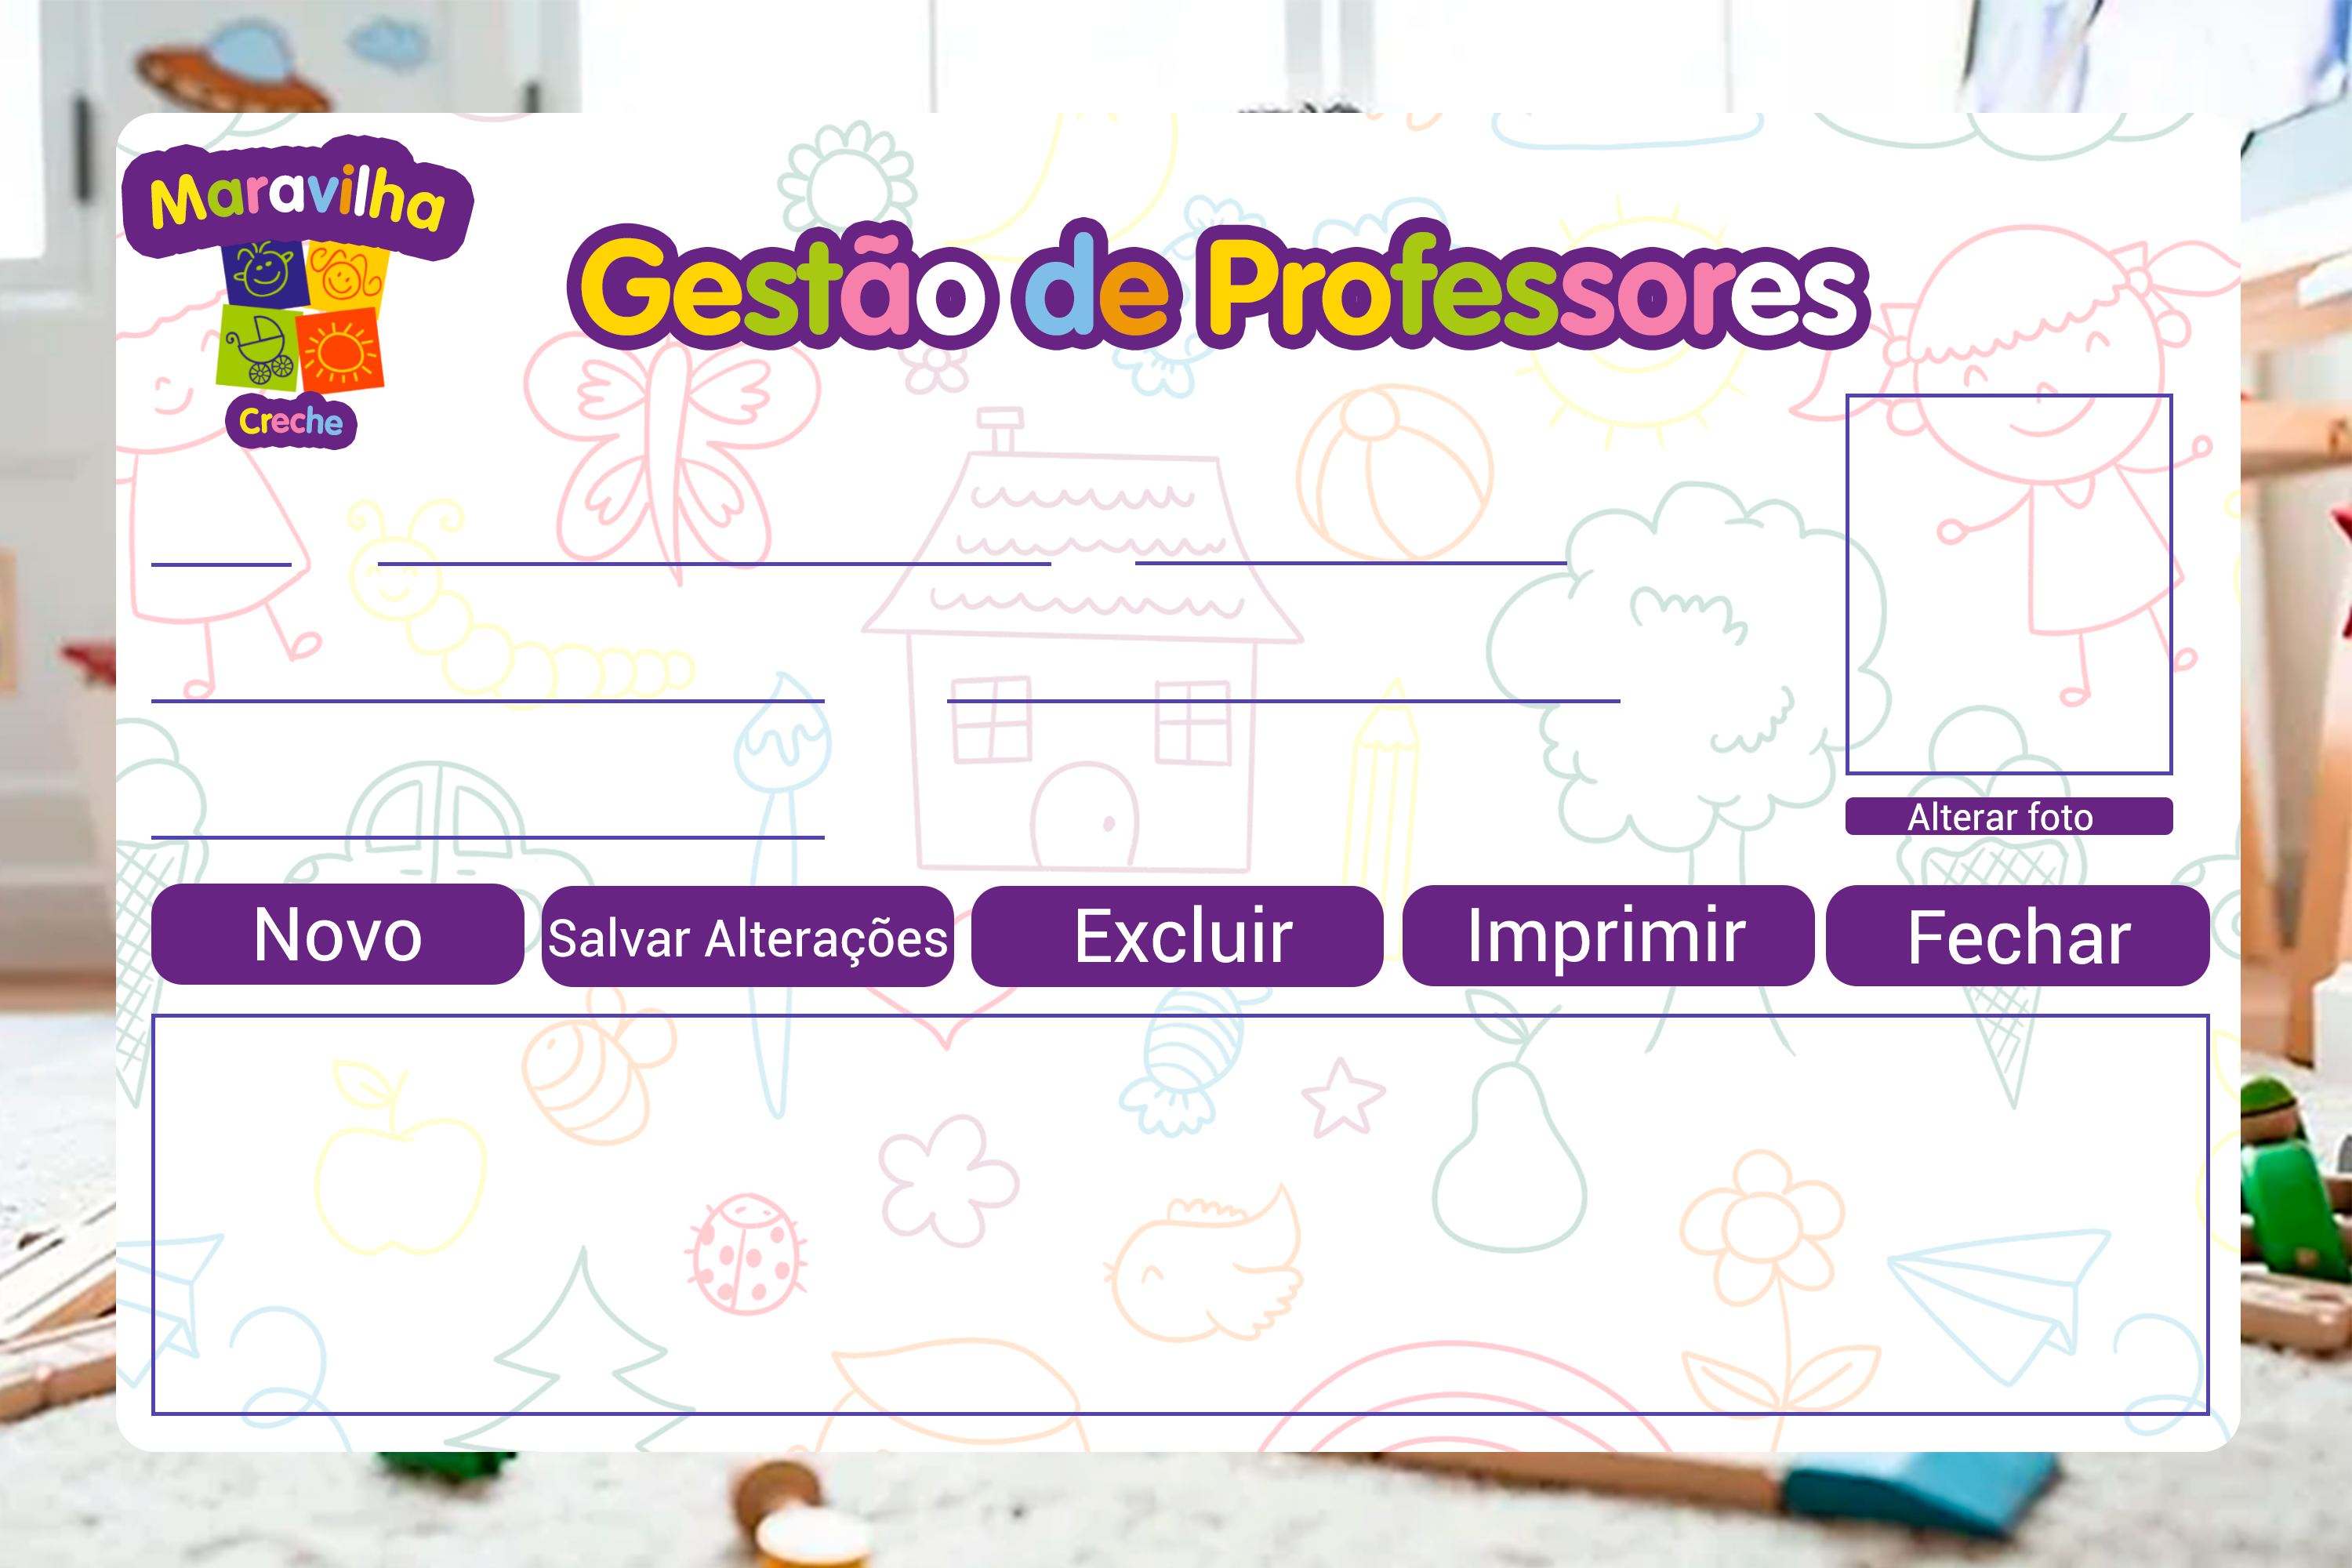 Maravilha
Gestão de Professores
Creche
Alterar foto
Novo
Salvar Alterações
Excluir
Imprimir
Fechar